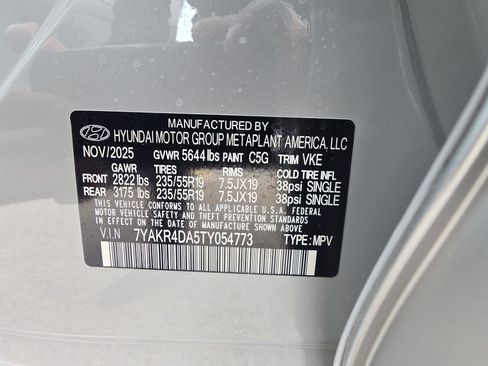 MANUFACTURED BY
HYUNDAI MOTOR GROUP METAPLANT AMERICA, LLC
NOV/2025 GVWR 5644 lbs PAINT C5G TRIM VKE
GAWR TIRES RIMS COLD TIRE INFL
FRONT 2822 lbs 235/55R19 7.5JX19 38psi SINGLE
REAR 3175 lbs 235/55R19 7.5JX19 38psi SINGLE
THIS VEHICLE CONFORMS TO ALL APPLICABLE U.S.A. FEDERAL
MOTOR VEHICLE SAFETY, BUMPER, AND THEFT PREVENTION
STANDARDS IN EFFECT ON THE DATE OF MANUFACTURE SHOWN ABOVE
V.I.N 7YAKR4DA5TY054773 TYPE: MPV